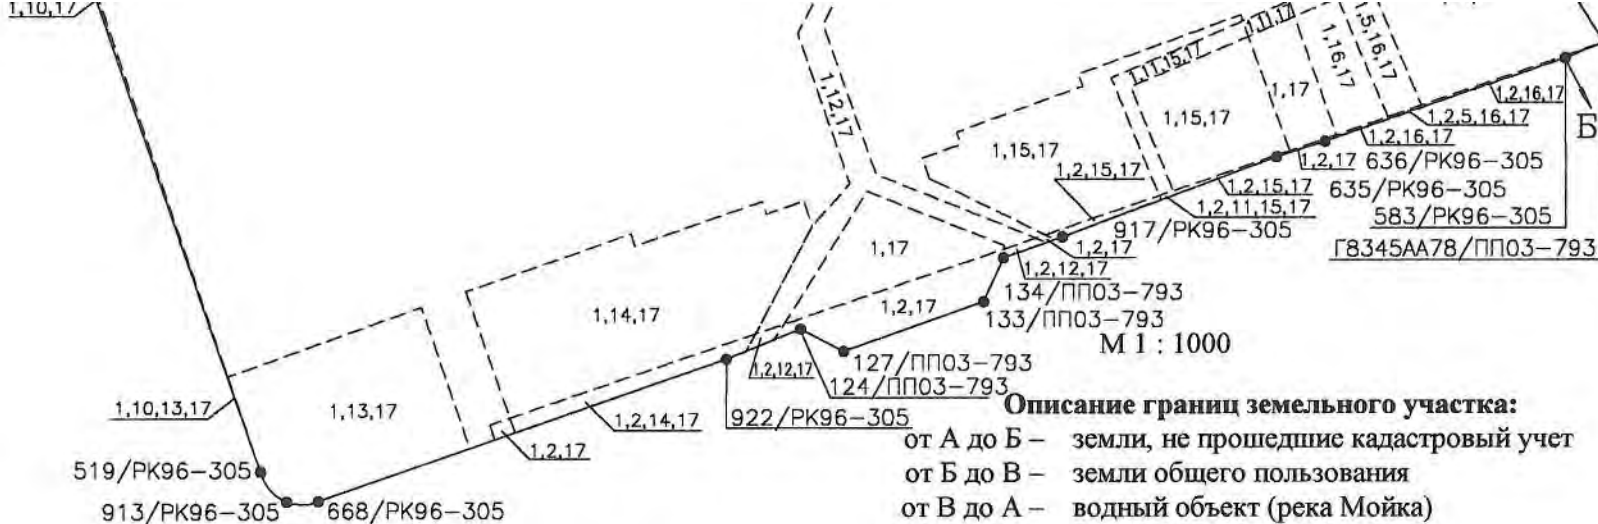 1,10,17
1,12,17
1,11,15,17
1,11,17
1,16,17
1,5,16,17
1,17
1,15,17
1,15,17
1,2,16,17
1,2,5,16,17
Б
1,2,16,17
1,2,17
636/РК96-305
1,2,15,17
1,2,15,17
635/РК96-305
1,2,11,15,17
583/РК96-305
917/РК96-305
Г8345АА78/ПП03-793
1,17
1,2,17
1,2,12,17
134/ПП03-793
1,2,17
133/ПП03-793
1,14,17
М 1 : 1000
127/ПП03-793
1,2,12,17
124/ПП03-793
1,10,13,17
1,13,17
1,2,14,17
922/РК96-305
1,2,17
519/РК96-305
913/РК96-305
668/РК96-305
Описание границ земельного участка:
от А до Б – земли, не прошедшие кадастровый учет
от Б до В – земли общего пользования
от В до А – водный объект (река Мойка)